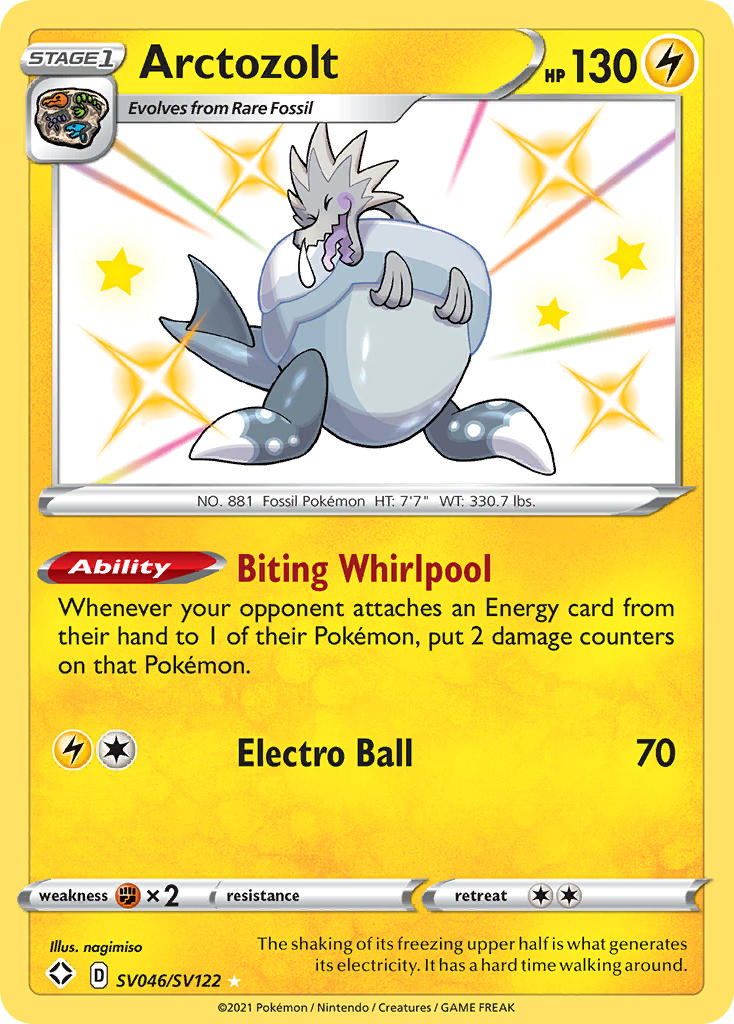 STAGE1
Arctozolt
HP 130
Evolves from Rare Fossil
NO. 881 Fossil Pokémon HT: 7'7" WT: 330.7 lbs.
Ability Biting Whirlpool
Whenever your opponent attaches an Energy card from
their hand to 1 of their Pokémon, put 2 damage counters
on that Pokémon.
Electro Ball 70
weakness ×2 resistance retreat
Illus. nagimiso
The shaking of its freezing upper half is what generates
its electricity. It has a hard time walking around.
D SV046/SV122
©2021 Pokémon / Nintendo / Creatures / GAME FREAK